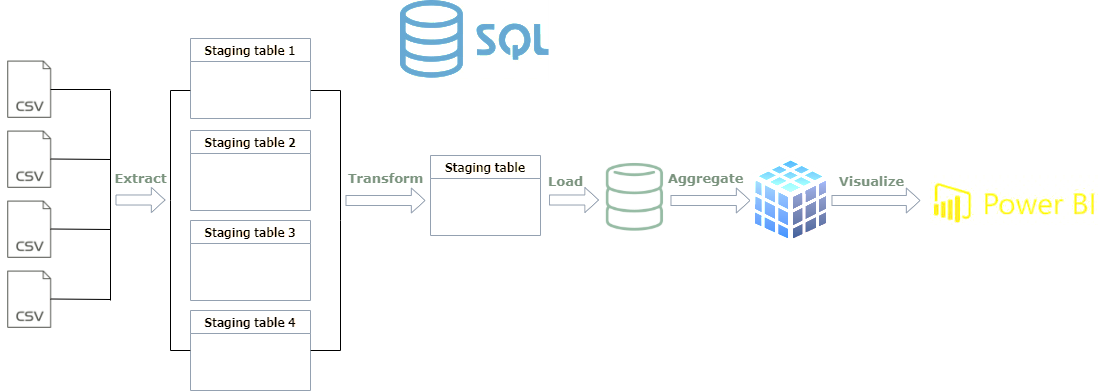 SQL
CSV
CSV
CSV
CSV
Extract
Staging table 1
Staging table 2
Staging table 3
Staging table 4
Transform
Staging table
Load
Aggregate
Visualize
Power BI